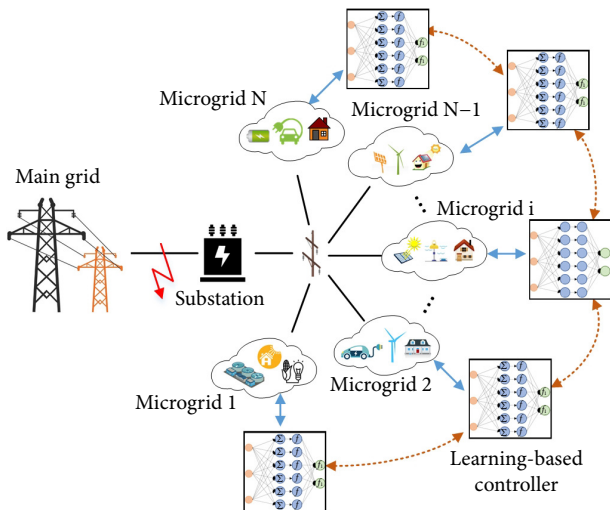 Microgrid N
Microgrid N−1
Main grid
Microgrid i
Substation
Microgrid 1
Microgrid 2
Learning-based
controller